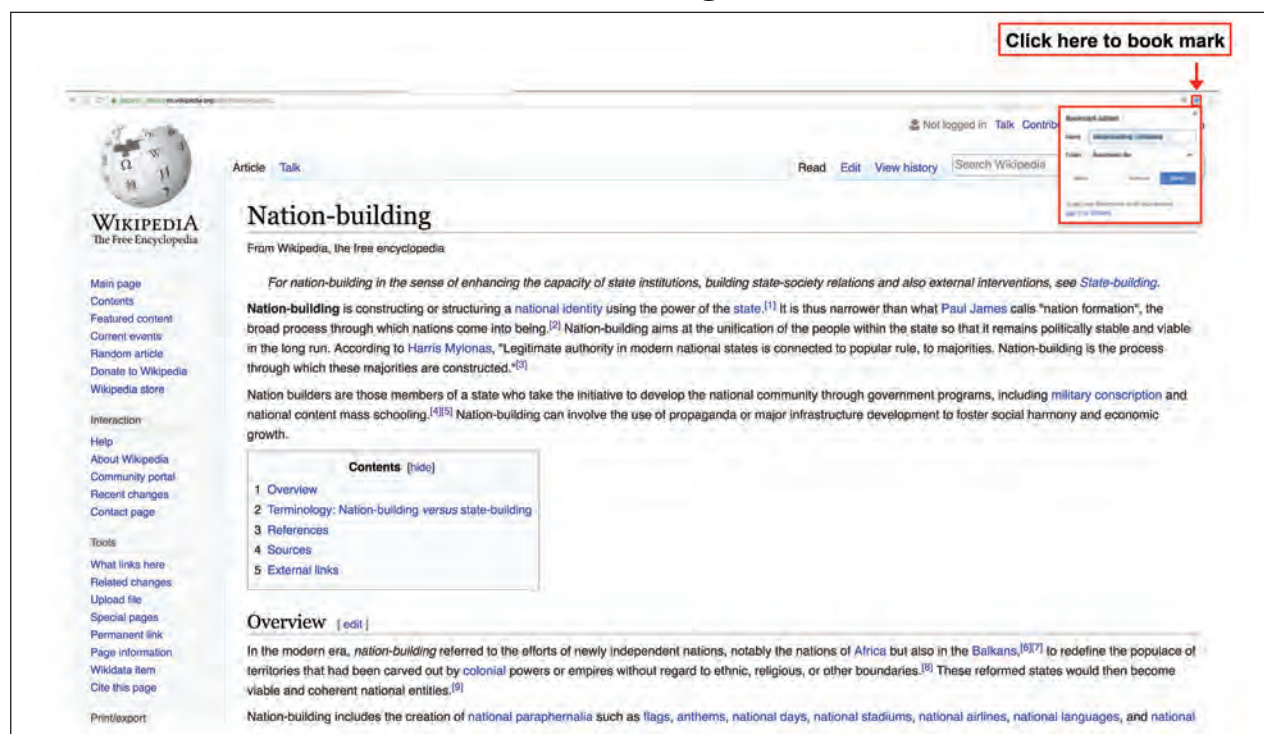 Click here to book mark
Not logged in Talk
Article Talk
Read Edit View history Search Wikipedia
WIKIPEDIA
The Free Encyclopedia
Nation-building
From Wikipedia, the free encyclopedia
For nation-building in the sense of enhancing the capacity of state institutions, building state-society relations and also external interventions, see State-building.
Nation-building is constructing or structuring a national identity using the power of the state.[1] It is thus narrower than what Paul James calls "nation formation", the
broad process through which nations come into being.[2] Nation-building aims at the unification of the people within the state so that it remains politically stable and viable
in the long run. According to Harris Mylonas, "Legitimate authority in modern national states is connected to popular rule, to majorities. Nation-building is the process
through which these majorities are constructed."[3]
Nation builders are those members of a state who take the initiative to develop the national community through government programs, including military conscription and
national content mass schooling.[4][5] Nation-building can involve the use of propaganda or major infrastructure development to foster social harmony and economic
growth.
Contents [hide]
1 Overview
2 Terminology: Nation-building versus state-building
3 References
4 Sources
5 External links
Overview [ edit ]
In the modern era, nation-building referred to the efforts of newly independent nations, notably the nations of Africa but also in the Balkans,[6][7] to redefine the populace of
territories that had been carved out by colonial powers or empires without regard to ethnic, religious, or other boundaries.[8] These reformed states would then become
viable and coherent national entities.[9]
Nation-building includes the creation of national paraphernalia such as flags, anthems, national days, national stadiums, national airlines, national languages, and national
Main page
Contents
Featured content
Current events
Random article
Donate to Wikipedia
Wikipedia store
Interaction
Help
About Wikipedia
Community portal
Recent changes
Contact page
Tools
What links here
Related changes
Upload file
Special pages
Permanent link
Page information
Wikidata item
Cite this page
Print/export